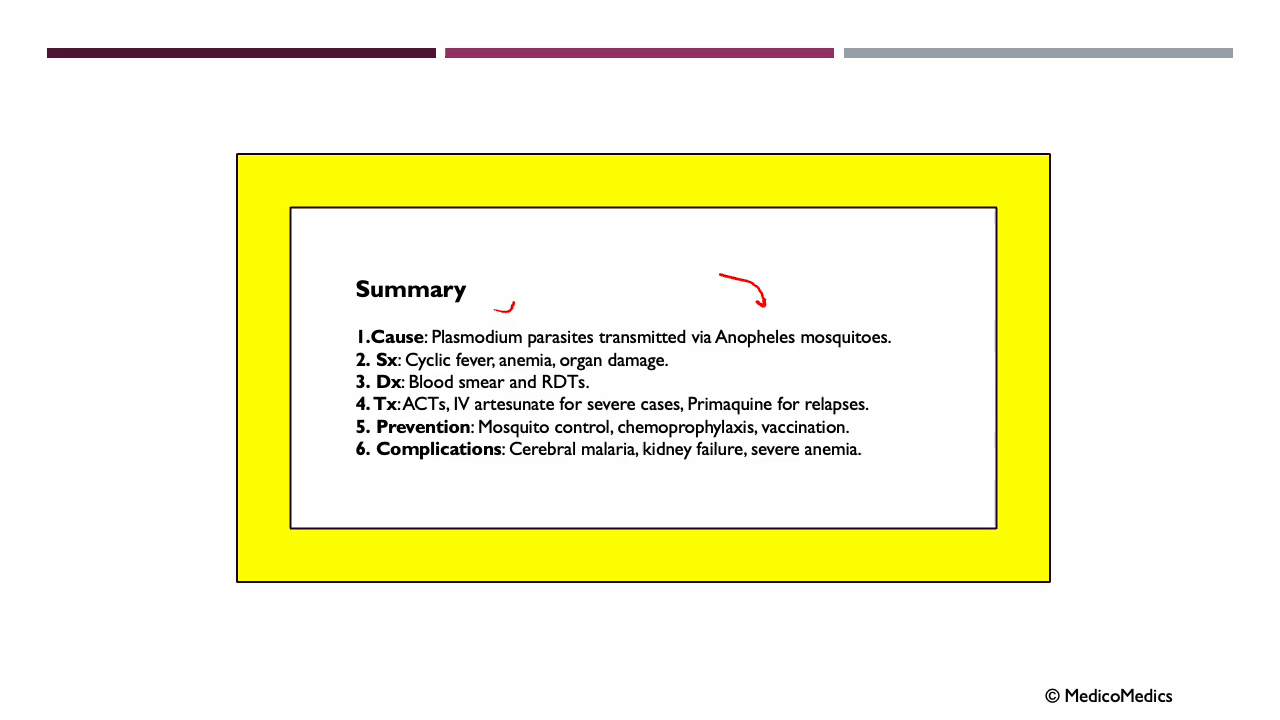 Summary
1.Cause: Plasmodium parasites transmitted via Anopheles mosquitoes.
2. Sx: Cyclic fever, anemia, organ damage.
3. Dx: Blood smear and RDTs.
4. Tx: ACTs, IV artesunate for severe cases, Primaquine for relapses.
5. Prevention: Mosquito control, chemoprophylaxis, vaccination.
6. Complications: Cerebral malaria, kidney failure, severe anemia.
© MedicoMedics